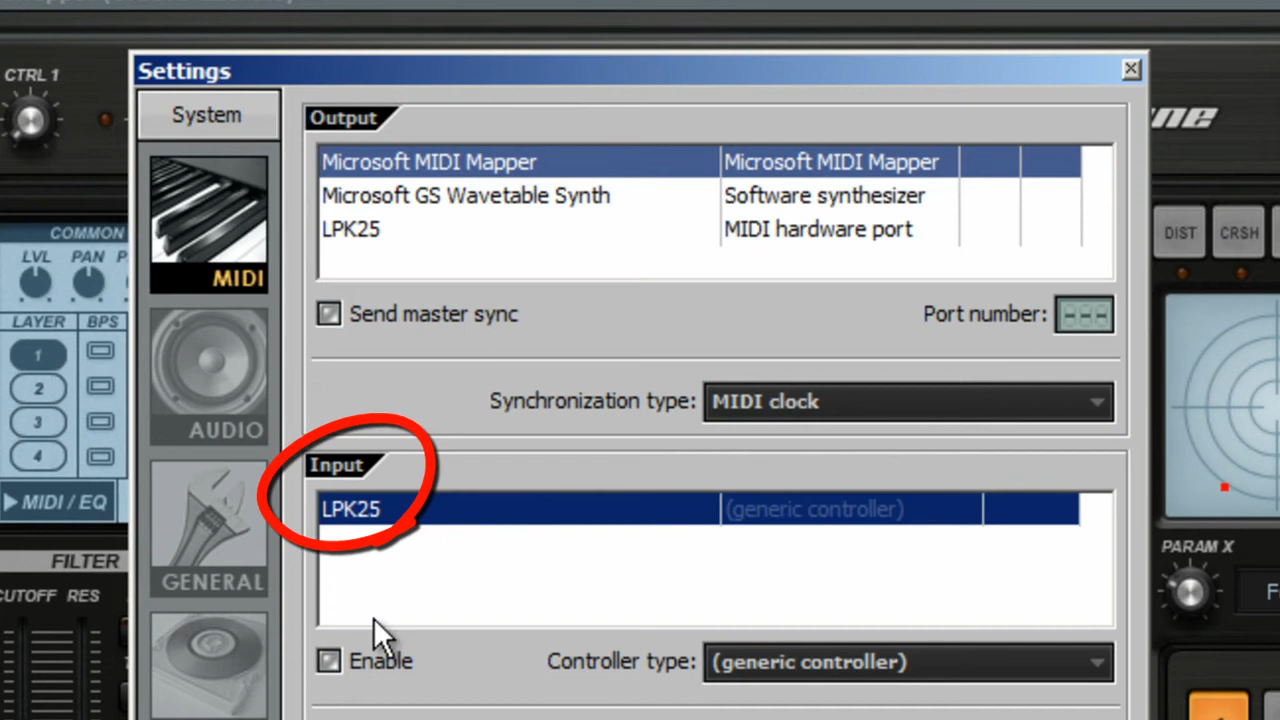 CTRL 1
Settings
System
Output
Microsoft MIDI Mapper Microsoft MIDI Mapper
Microsoft GS Wavetable Synth Software synthesizer
LPK25 MIDI hardware port
Send master sync Port number: ---
Synchronization type: MIDI clock
Input
LPK25 (generic controller)
Enable Controller type: (generic controller)
MIDI
AUDIO
GENERAL
COMMON
LVL PAN
LAYER BPS
1
2
3
4
MIDI / EQ
FILTER
CUTOFF RES
DIST CRSH
PARAM X